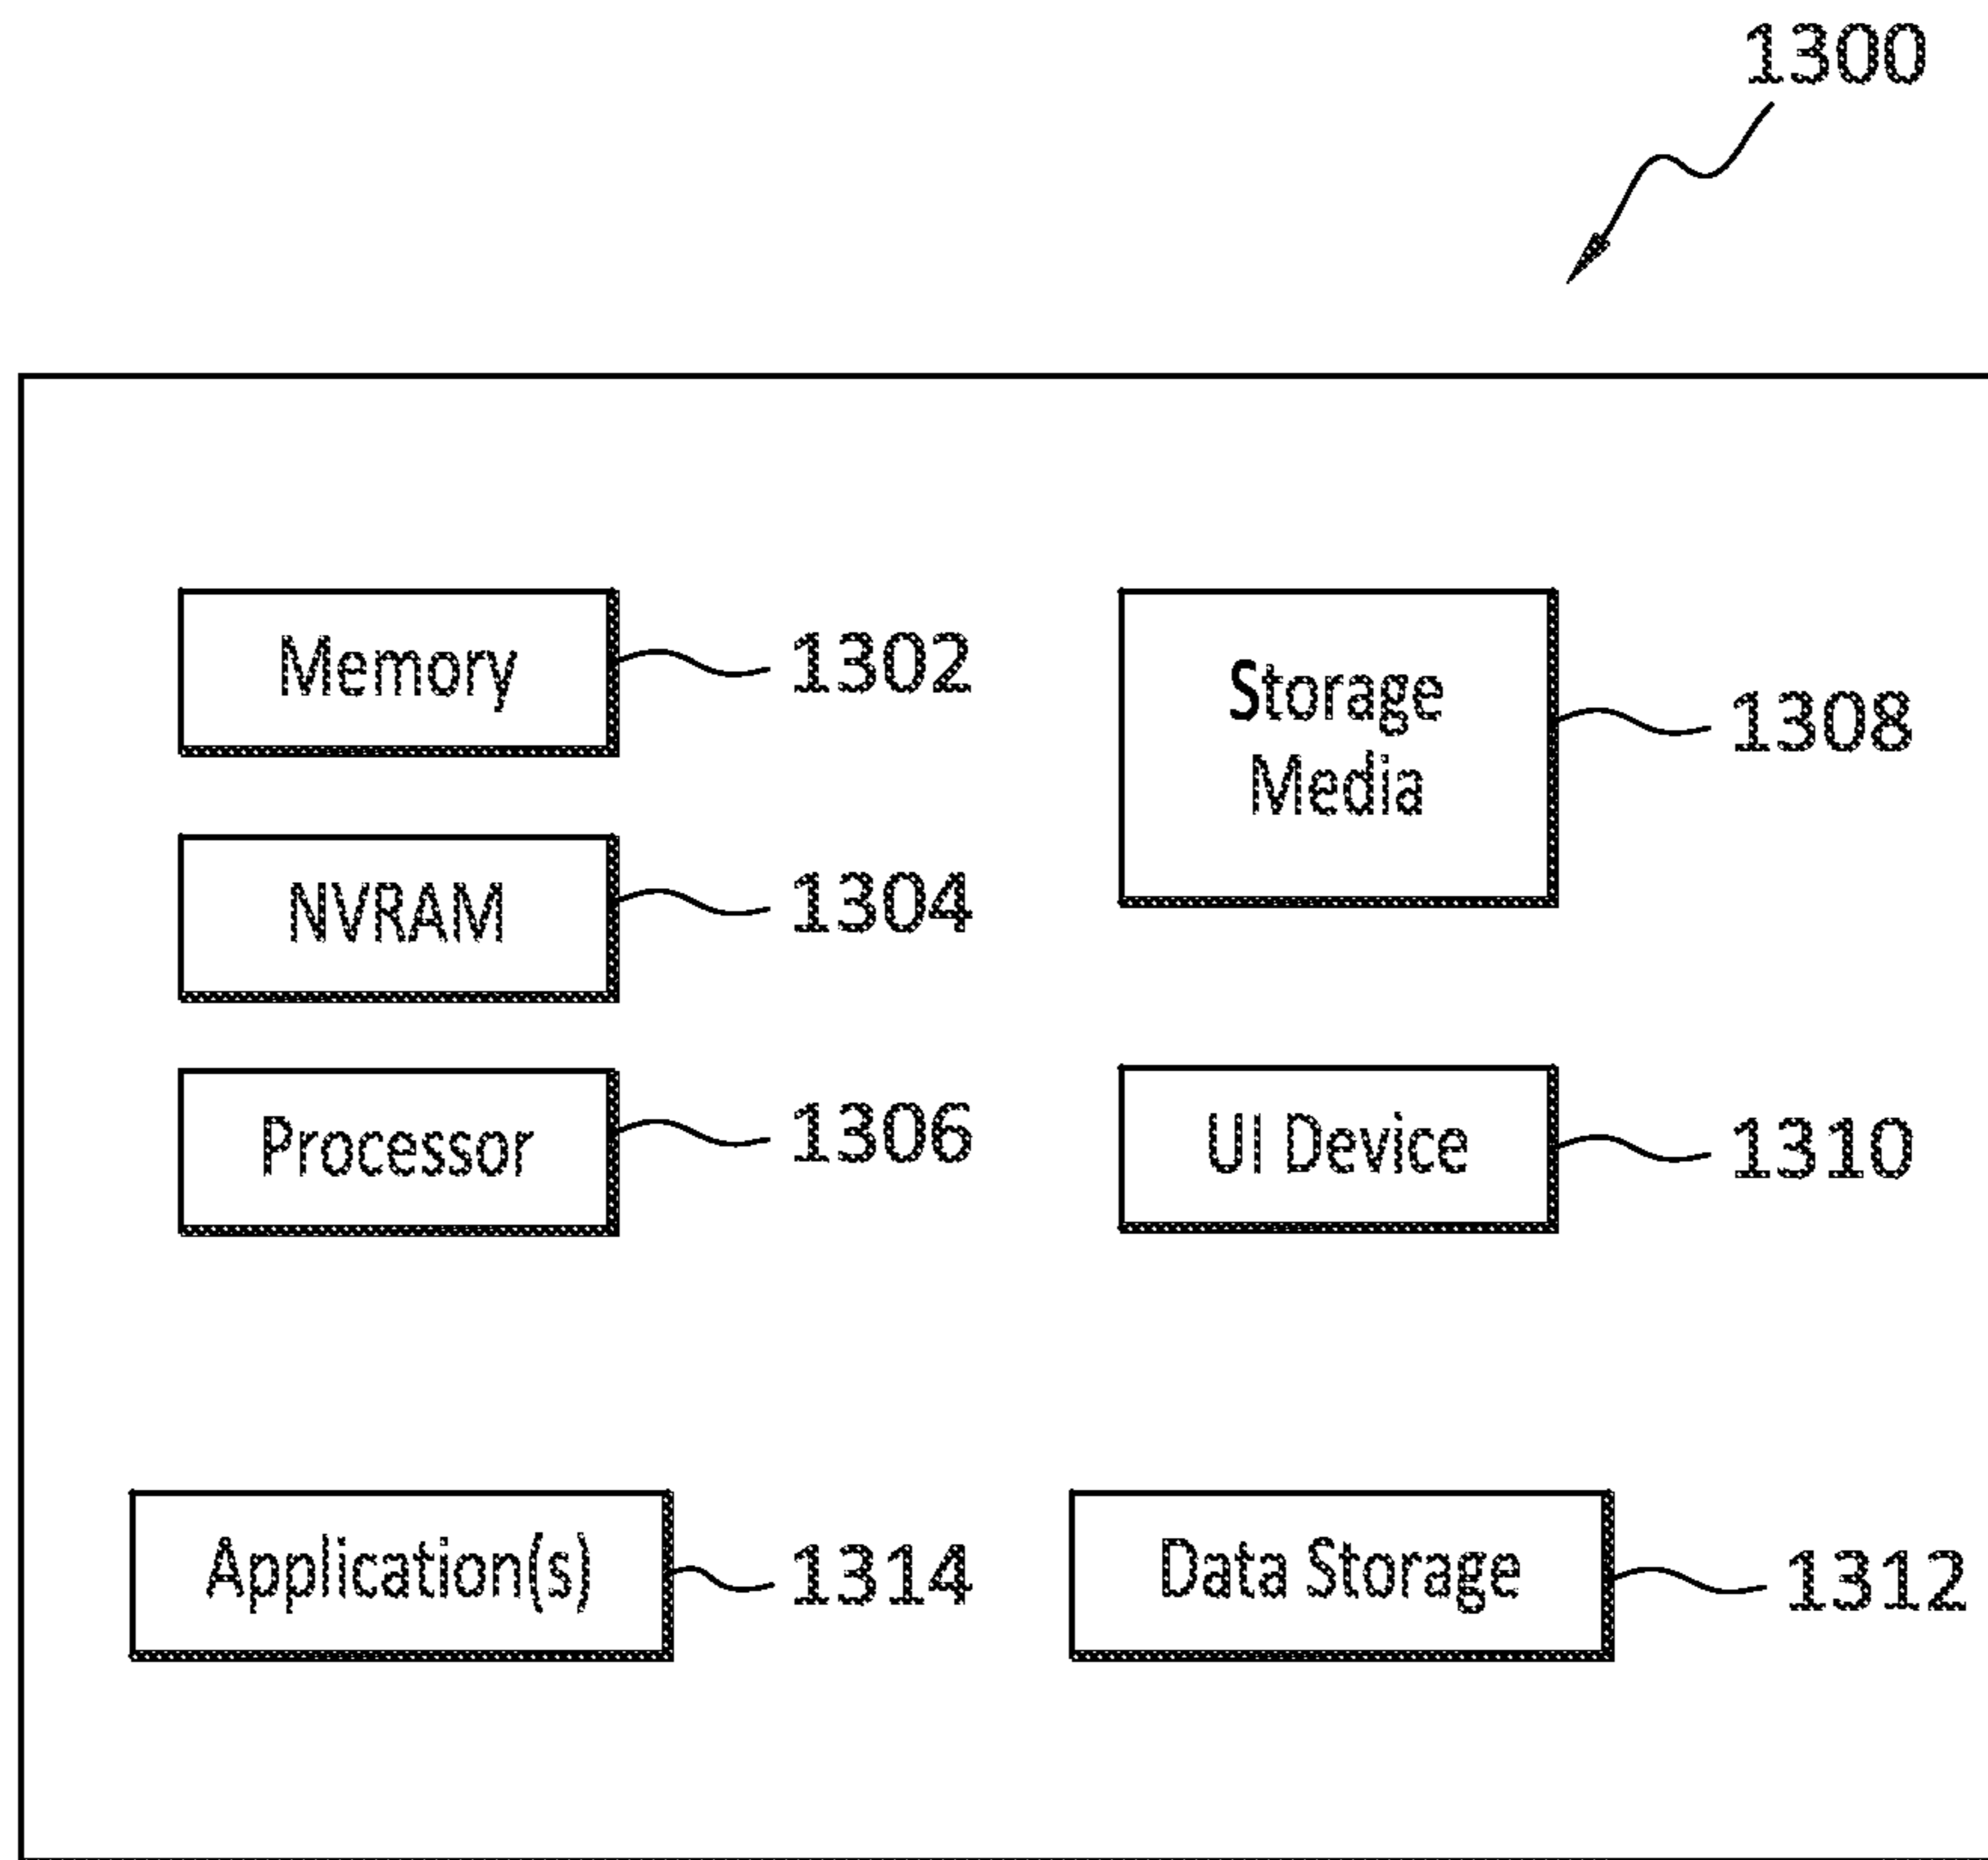 1300
Memory
1302
NVRAM
1304
Processor
1306
Storage
Media
1308
UI Device
1310
Application(s)
1314
Data Storage
1312